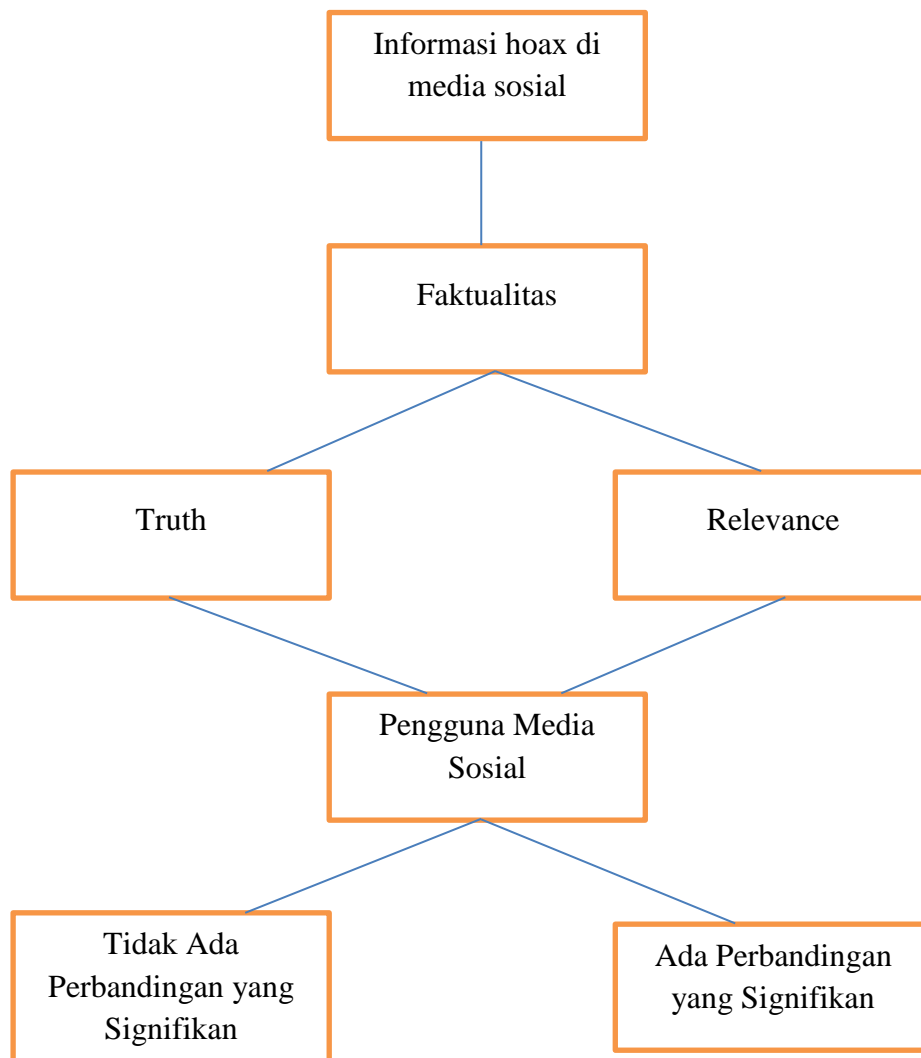 Informasi hoax di
media sosial
Faktualitas
Truth
Relevance
Pengguna Media
Sosial
Tidak Ada
Perbandingan yang
Signifikan
Ada Perbandingan
yang Signifikan